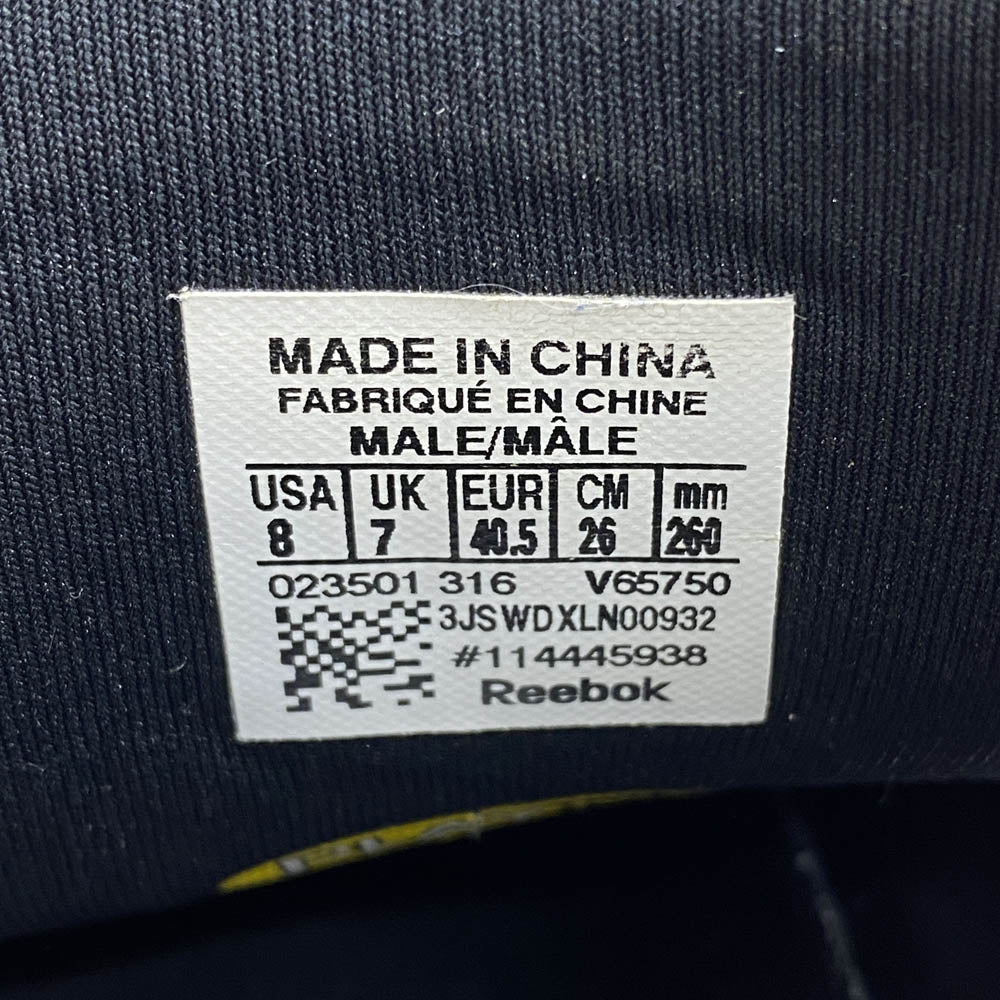 MADE IN CHINA
FABRIQUÉ EN CHINE
MALE/MÂLE
USA UK EUR CM mm
8 7 40.5 26 260
023501 316 V65750
3JSWDXLN00932
#114445938
Reebok